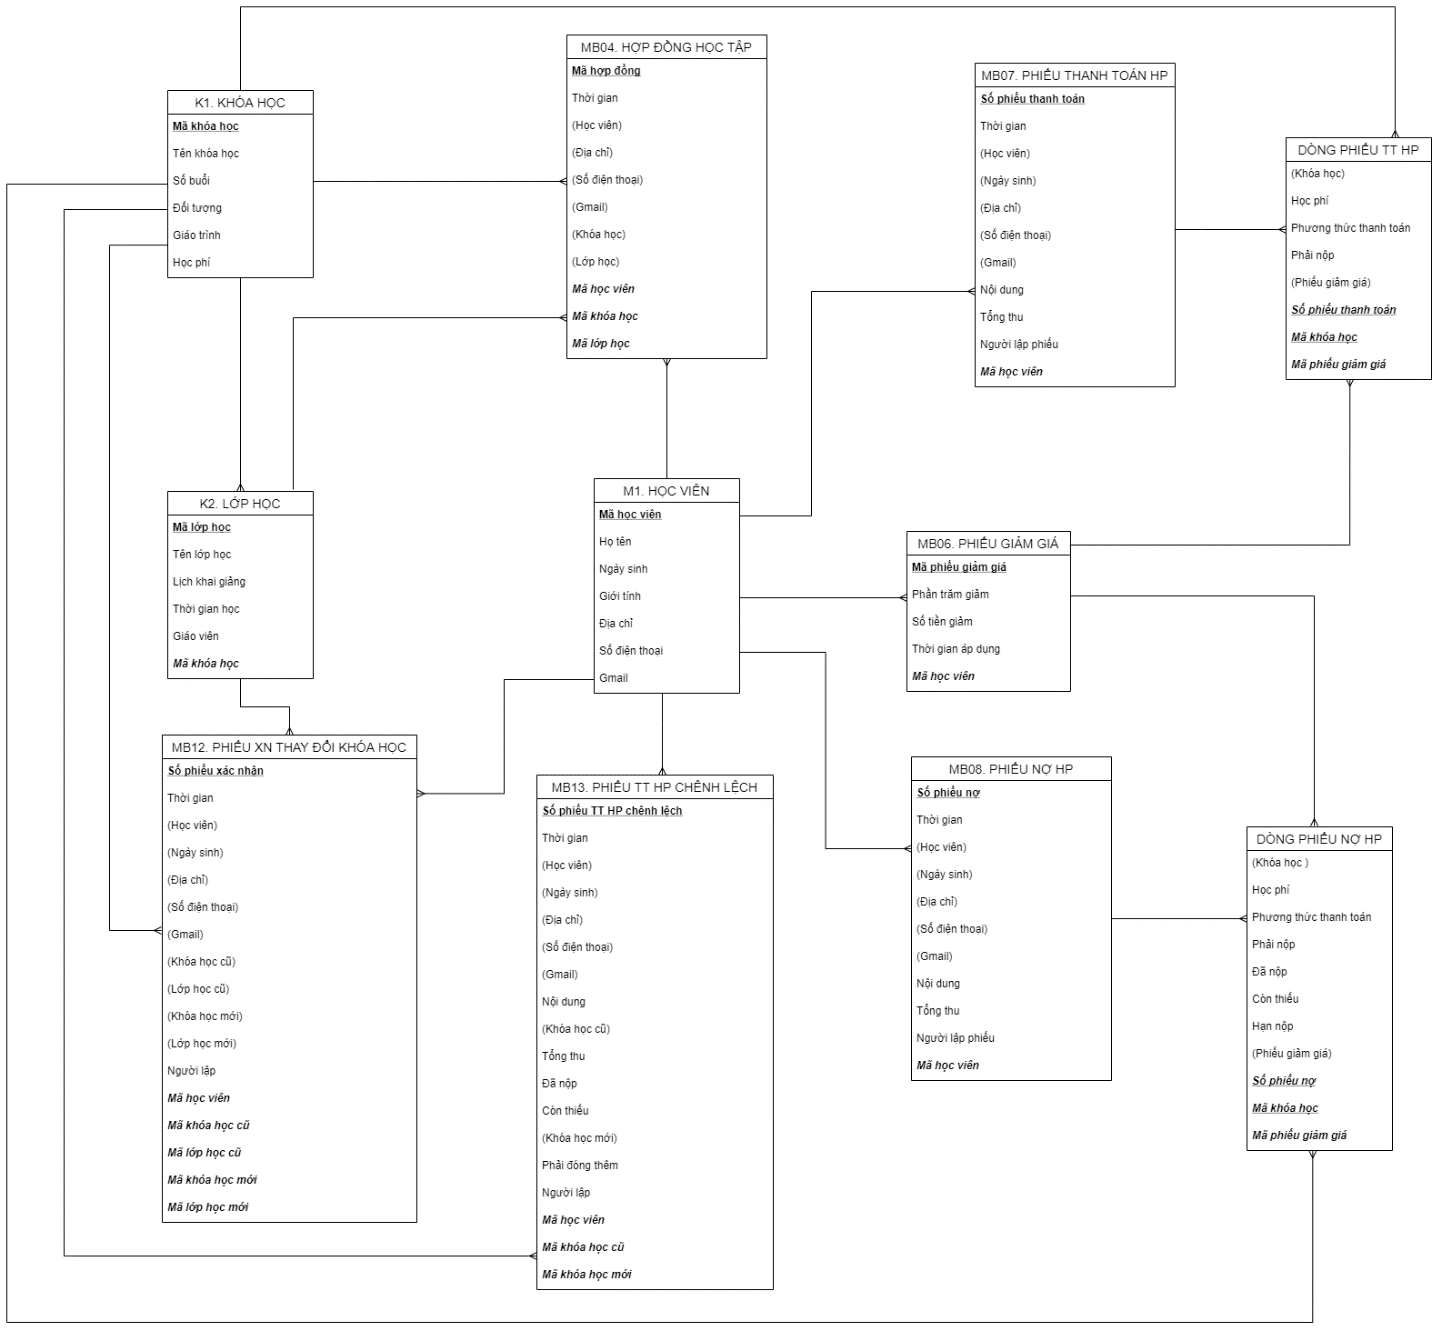 K1. KHÓA HỌC
Mã khóa học
Tên khóa học
Số buổi
Đối tượng
Giáo trình
Học phí
MB04. HỢP ĐỒNG HỌC TẬP
Mã hợp đồng
Thời gian
(Học viên)
(Địa chỉ)
(Số điện thoại)
(Gmail)
(Khóa học)
(Lớp học)
Mã học viên
Mã khóa học
Mã lớp học
MB07. PHIẾU THANH TOÁN HP
Số phiếu thanh toán
Thời gian
(Học viên)
(Ngày sinh)
(Địa chỉ)
(Số điện thoại)
(Gmail)
Nội dung
Tổng thu
Người lập phiếu
Mã học viên
DÒNG PHIẾU TT HP
(Khóa học)
Học phí
Phương thức thanh toán
Phải nộp
(Phiếu giảm giá)
Số phiếu thanh toán
Mã khóa học
Mã phiếu giảm giá
K2. LỚP HỌC
Mã lớp học
Tên lớp học
Lịch khai giảng
Thời gian học
Giáo viên
Mã khóa học
M1. HỌC VIÊN
Mã học viên
Họ tên
Ngày sinh
Giới tính
Địa chỉ
Số điện thoại
Gmail
MB06. PHIẾU GIẢM GIÁ
Mã phiếu giảm giá
Phần trăm giảm
Số tiền giảm
Thời gian áp dụng
Mã học viên
MB12. PHIẾU XN THAY ĐỔI KHÓA HỌC
Số phiếu xác nhận
Thời gian
(Học viên)
(Ngày sinh)
(Địa chỉ)
(Số điện thoại)
(Gmail)
(Khóa học cũ)
(Lớp học cũ)
(Khóa học mới)
(Lớp học mới)
Người lập
Mã học viên
Mã khóa học cũ
Mã lớp học cũ
Mã khóa học mới
Mã lớp học mới
MB13. PHIẾU TT HP CHÊNH LỆCH
Số phiếu TT HP chênh lệch
Thời gian
(Học viên)
(Ngày sinh)
(Địa chỉ)
(Số điện thoại)
(Gmail)
Nội dung
(Khóa học cũ)
Tổng thu
Đã nộp
Còn thiếu
(Khóa học mới)
Phải đóng thêm
Người lập
Mã học viên
Mã khóa học cũ
Mã khóa học mới
MB08. PHIẾU NỢ HP
Số phiếu nợ
Thời gian
(Học viên)
(Ngày sinh)
(Địa chỉ)
(Số điện thoại)
(Gmail)
Nội dung
Tổng thu
Người lập phiếu
Mã học viên
DÒNG PHIẾU NỢ HP
(Khóa học )
Học phí
Phương thức thanh toán
Phải nộp
Đã nộp
Còn thiếu
Hạn nộp
(Phiếu giảm giá)
Số phiếu nợ
Mã khóa học
Mã phiếu giảm giá